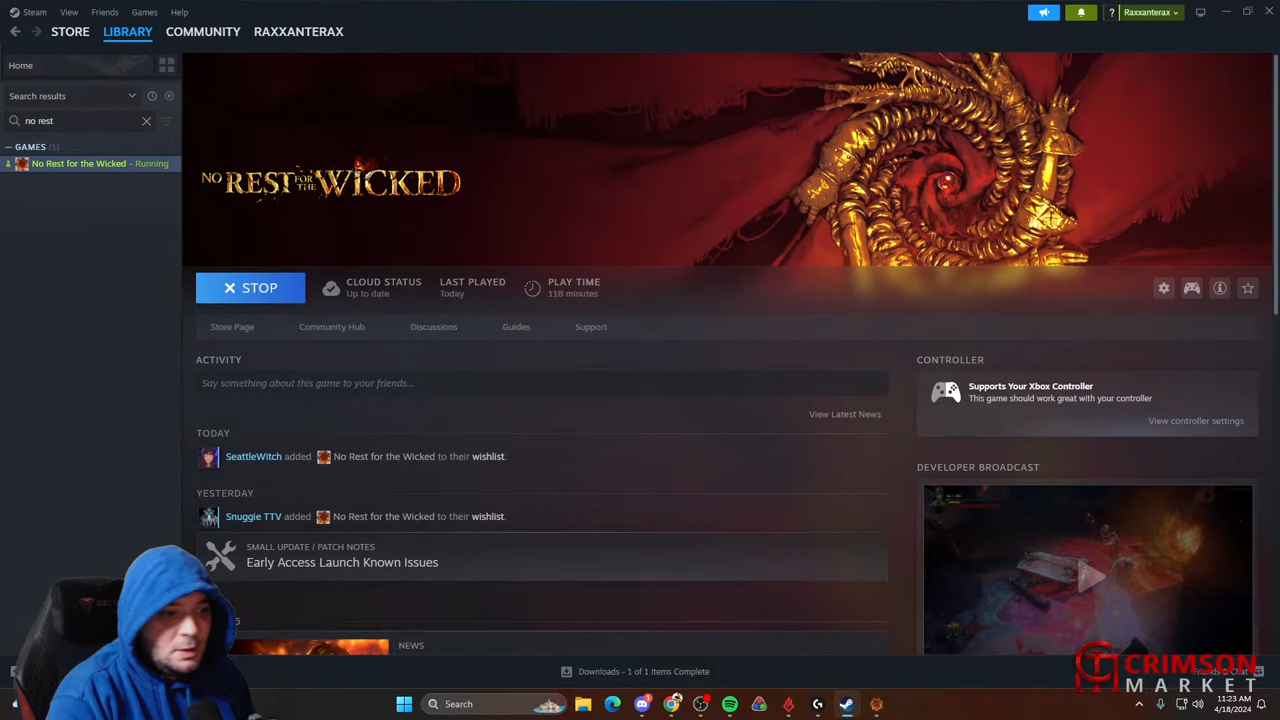 Steam View Friends Games Help
? Raxxanterax
STORE LIBRARY COMMUNITY RAXXANTERAX
Home
Search results
no rest
GAMES (1)
No Rest for the Wicked - Running
NO REST FOR THE WICKED
STOP
CLOUD STATUS
Up to date
LAST PLAYED
Today
PLAY TIME
118 minutes
Store Page Community Hub Discussions Guides Support
ACTIVITY
Say something about this game to your friends...
View Latest News
TODAY
SeattleWitch added No Rest for the Wicked to their wishlist.
YESTERDAY
Snuggie TTV added No Rest for the Wicked to their wishlist.
SMALL UPDATE / PATCH NOTES
Early Access Launch Known Issues
NEWS
CONTROLLER
Supports Your Xbox Controller
This game should work great with your controller
View controller settings
DEVELOPER BROADCAST
Downloads - 1 of 1 Items Complete
CRIMSON
MARKET
Search
1
11:23 AM
4/18/2024